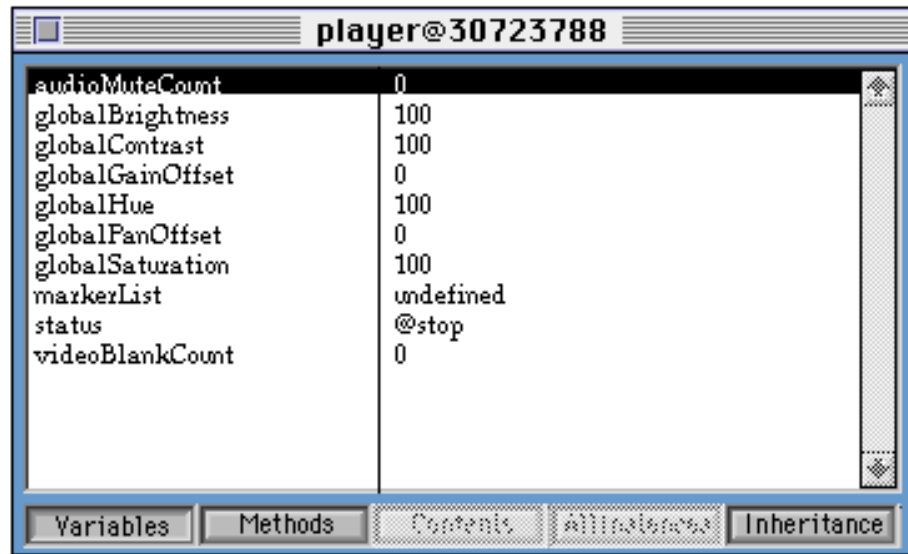 player@30723788
audioMuteCount 0
globalBrightness 100
globalContrast 100
globalGainOffset 0
globalHue 100
globalPanOffset 0
globalSaturation 100
markerList undefined
status @stop
videoBlankCount 0
Variables Methods Contents AllInstances Inheritance